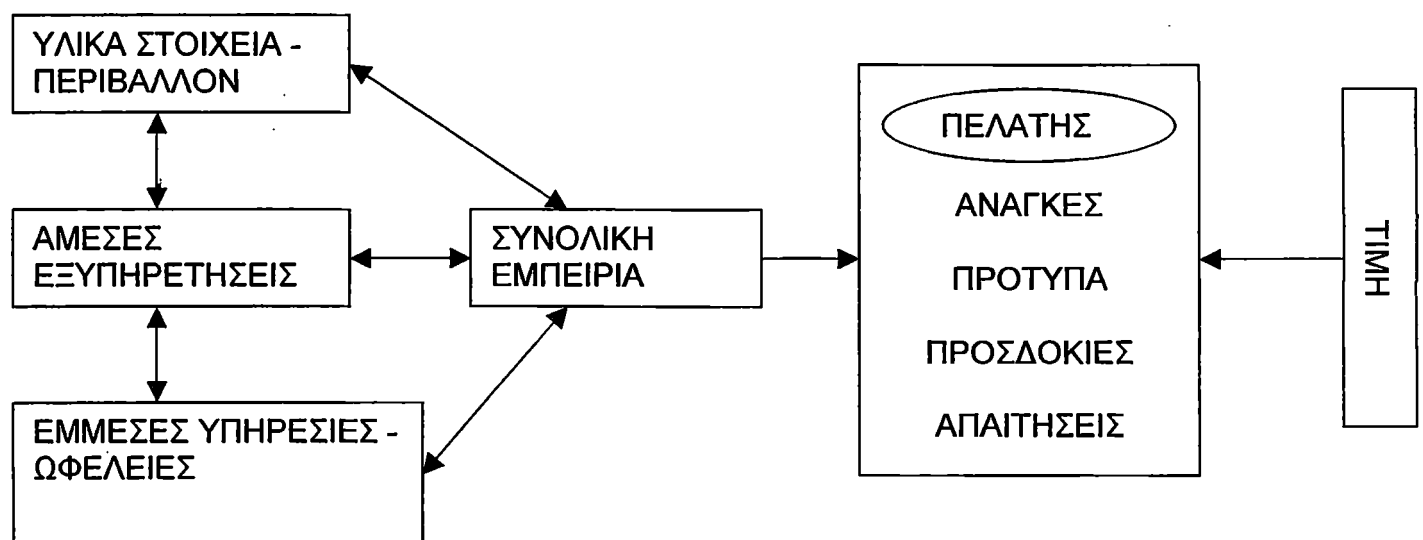 ΥΛΙΚΑ ΣΤΟΙΧΕΙΑ -
ΠΕΡΙΒΑΛΛΟΝ
ΑΜΕΣΕΣ
ΕΞΥΠΗΡΕΤΗΣΕΙΣ
ΕΜΜΕΣΕΣ ΥΠΗΡΕΣΙΕΣ -
ΩΦΕΛΕΙΕΣ
ΣΥΝΟΛΙΚΗ
ΕΜΠΕΙΡΙΑ
ΠΕΛΑΤΗΣ
ΑΝΑΓΚΕΣ
ΠΡΟΤΥΠΑ
ΠΡΟΣΔΟΚΙΕΣ
ΑΠΑΙΤΗΣΕΙΣ
ΤΙΜΗ